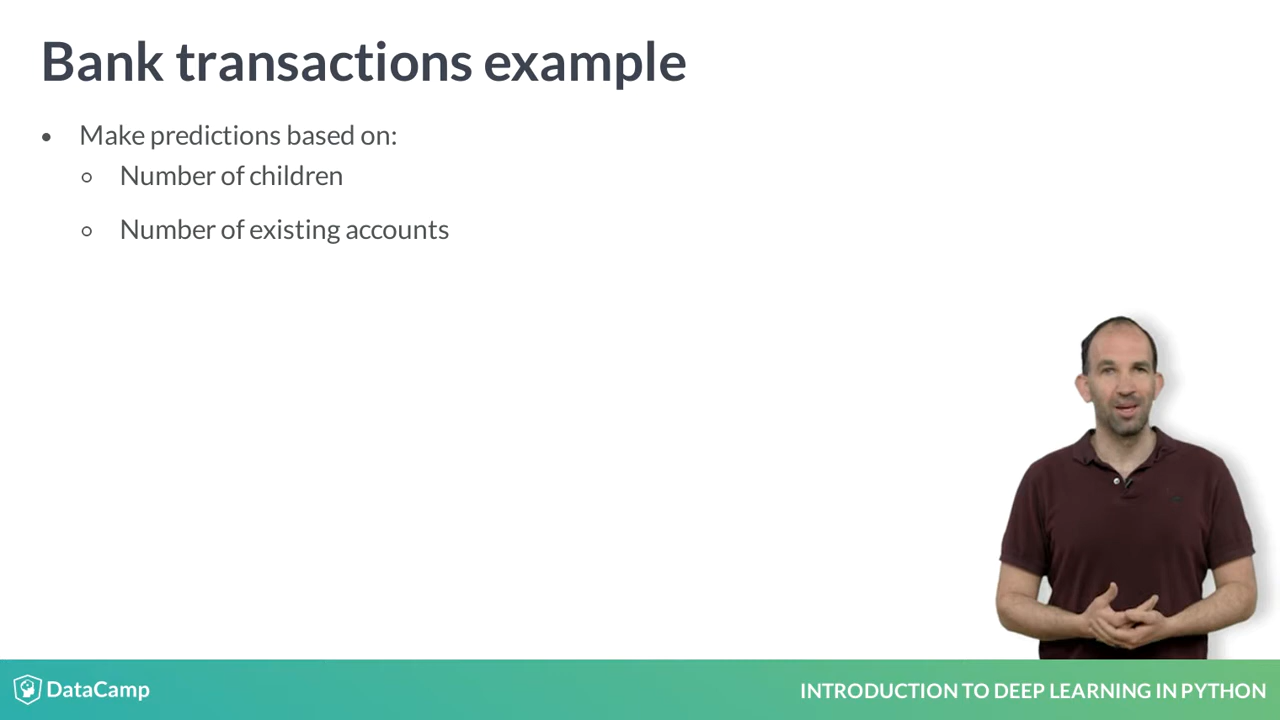 Bank transactions example
Make predictions based on:
Number of children
Number of existing accounts
DataCamp
INTRODUCTION TO DEEP LEARNING IN PYTHON